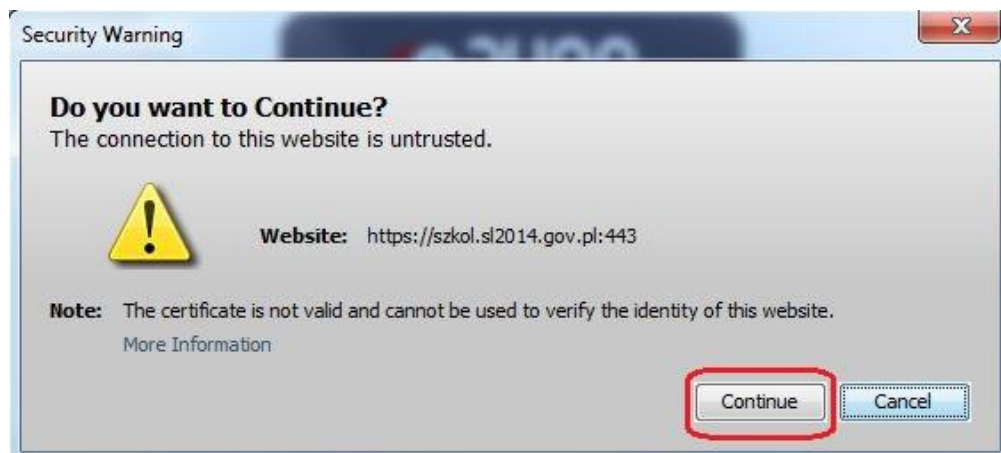 Security Warning
Do you want to Continue?
The connection to this website is untrusted.
Website: https://szkol.sl2014.gov.pl:443
Note: The certificate is not valid and cannot be used to verify the identity of this website.
More Information
Continue Cancel